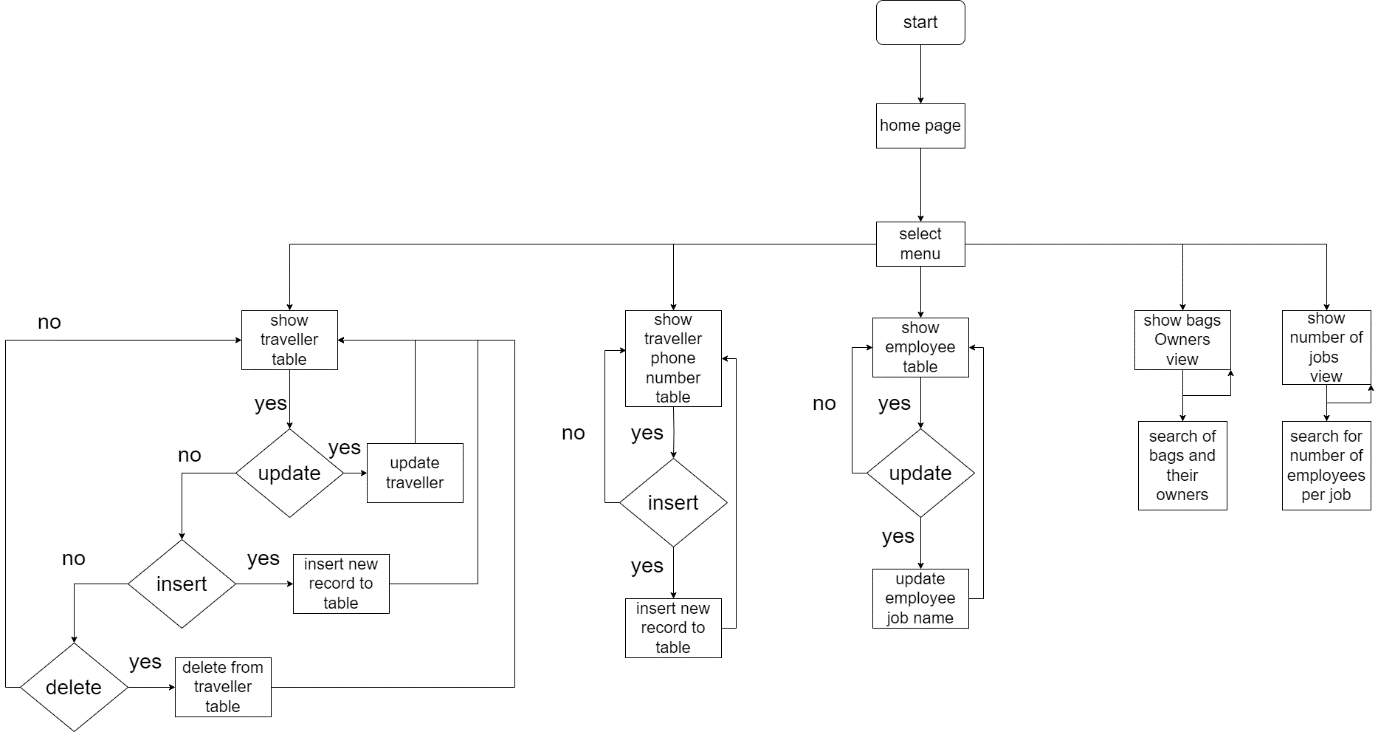 start
home page
select
menu
show
traveller
table
show
traveller
phone
number
table
show
employee
table
show bags
Owners
view
show
number of
jobs
view
no
yes
update
yes
update
traveller
no
insert
yes
insert new
record to
table
no
delete
yes
delete from
traveller
table
no
yes
insert
yes
insert new
record to
table
no
yes
update
yes
update
employee
job name
search of
bags and
their
owners
search for
number of
employees
per job